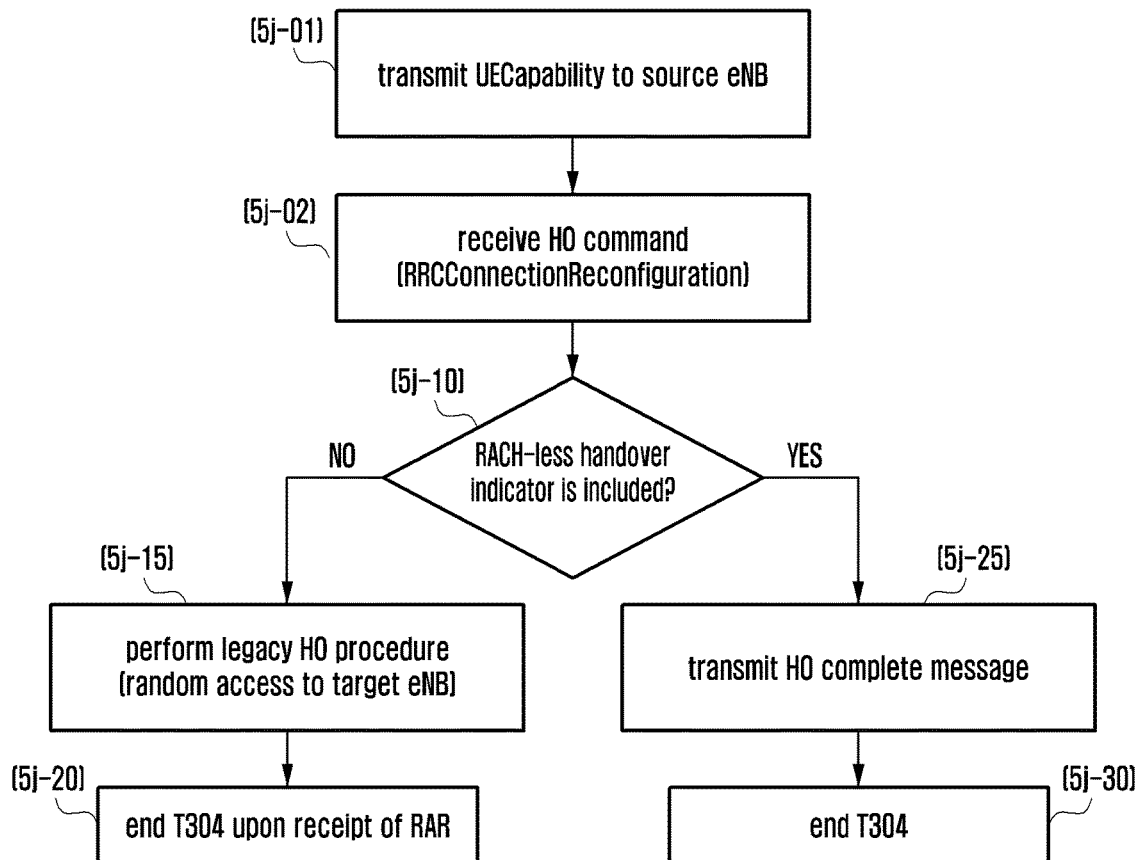 (5j-01)
transmit UECapability to source eNB
(5j-02)
receive HO command
(RRCConnectionReconfiguration)
(5j-10)
NO
RACH-less handover
indicator is included?
YES
(5j-15)
(5j-25)
perform legacy HO procedure
(random access to target eNB)
transmit HO complete message
(5j-20)
(5j-30)
end T304 upon receipt of RAR
end T304